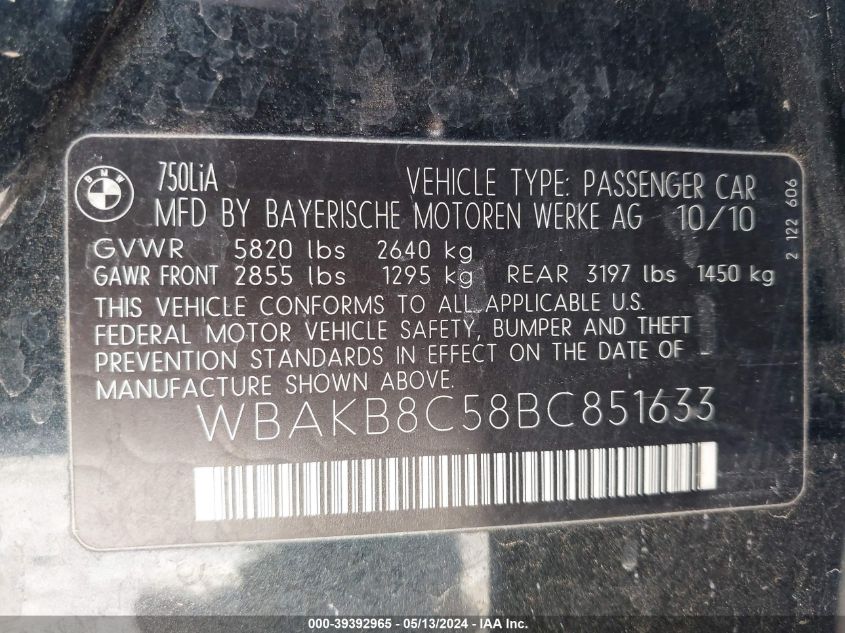 BMW
750LiA VEHICLE TYPE: PASSENGER CAR
MFD BY BAYERISCHE MOTOREN WERKE AG 10/10
GVWR 5820 lbs 2640 kg
GAWR FRONT 2855 lbs 1295 kg REAR 3197 lbs 1450 kg
THIS VEHICLE CONFORMS TO ALL APPLICABLE U.S.
FEDERAL MOTOR VEHICLE SAFETY, BUMPER AND THEFT
PREVENTION STANDARDS IN EFFECT ON THE DATE OF
MANUFACTURE SHOWN ABOVE.
WBAKB8C58BC851633
2 122 606
000-39392965 / 05/13/2024 - IAA Inc.